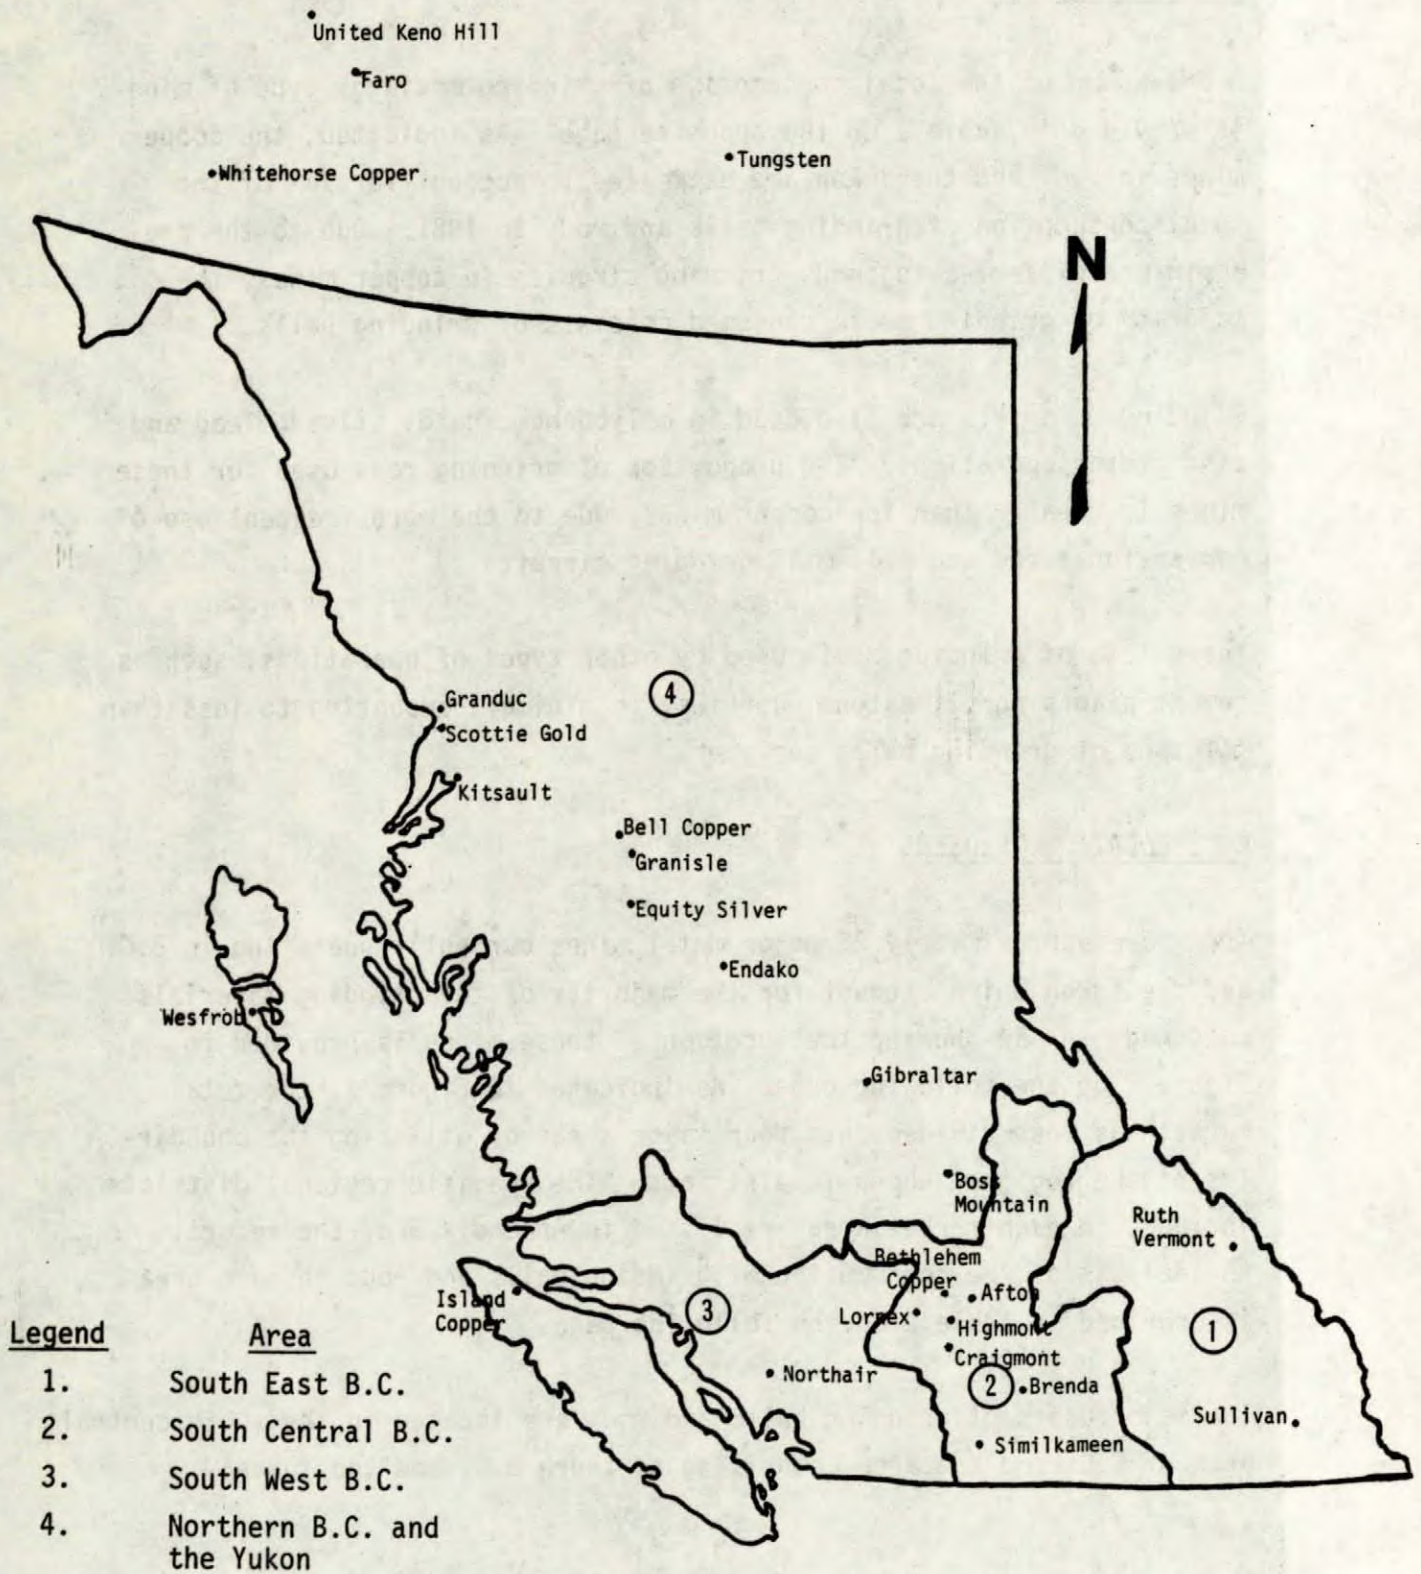 United Keno Hill
Faro
Whitehorse Copper
Tungsten
N
4
Granduc
Scottie Gold
Kitsault
Bell Copper
Granisle
Equity Silver
Endako
Wesfrob
Gibraltar
Boss
Mountain
Ruth
Vermont
Bethlehem
Copper
Afton
Island
Copper
3
Lornex
Highmont
1
Craigmont
Northair
2
Brenda
Sullivan
Similkameen
Legend Area
1. South East B.C.
2. South Central B.C.
3. South West B.C.
4. Northern B.C. and
the Yukon